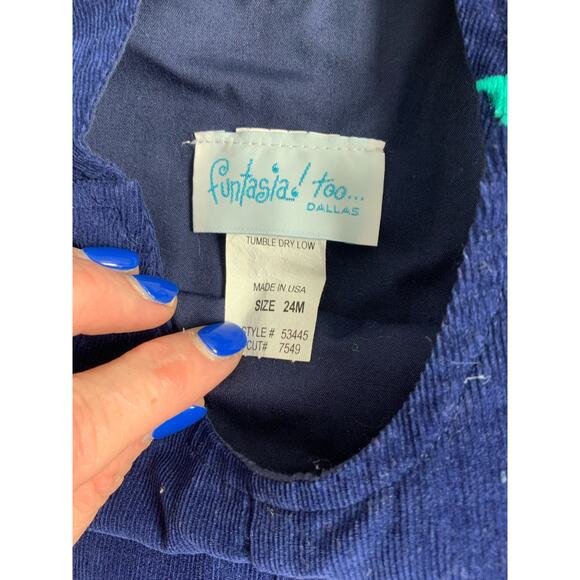 funtasia! too...
DALLAS
TUMBLE DRY LOW
MADE IN USA
SIZE 24M
STYLE # 53445
CUT# 7549